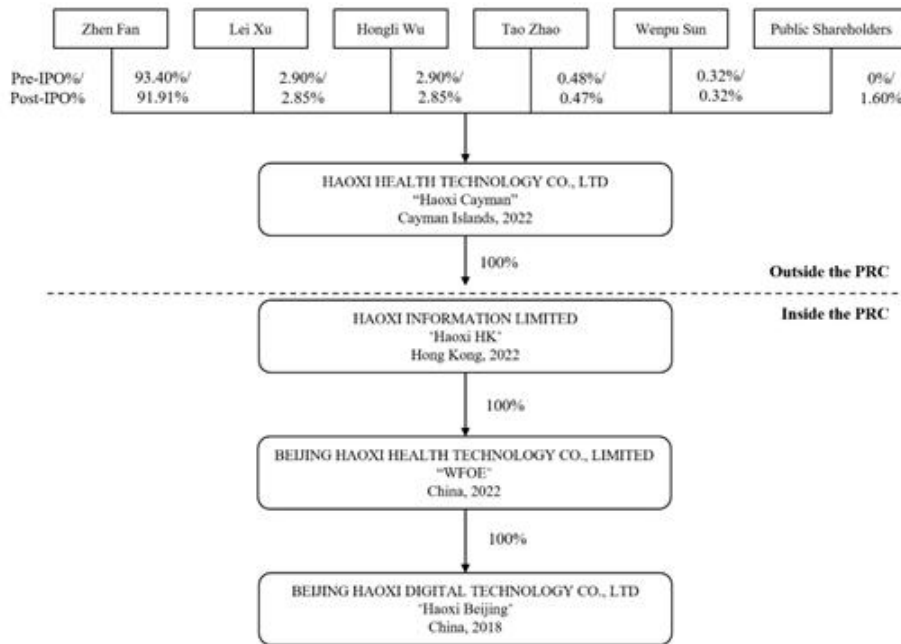 Zhen Fan
Lei Xu
Hongli Wu
Tao Zhao
Wenpu Sun
Public Shareholders
Pre-IPO%/ 93.40%/ 2.90%/ 2.90%/ 0.48%/ 0.32%/ 0%/
Post-IPO% 91.91% 2.85% 2.85% 0.47% 0.32% 1.60%
HAOXI HEALTH TECHNOLOGY CO., LTD
“Haoxi Cayman”
Cayman Islands, 2022
100%
Outside the PRC
Inside the PRC
HAOXI INFORMATION LIMITED
"Haoxi HK"
Hong Kong, 2022
100%
BEIJING HAOXI HEALTH TECHNOLOGY CO., LIMITED
“WFOE"
China, 2022
100%
BEIJING HAOXI DIGITAL TECHNOLOGY CO., LTD
"Haoxi Beijing"
China, 2018